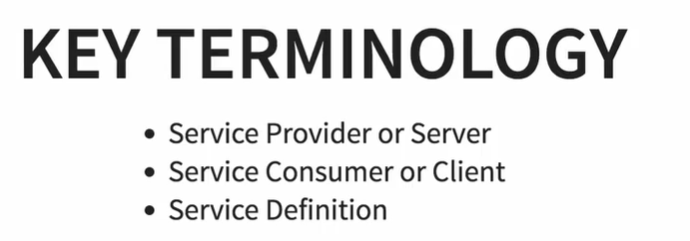 KEY TERMINOLOGY
• Service Provider or Server
• Service Consumer or Client
• Service Definition